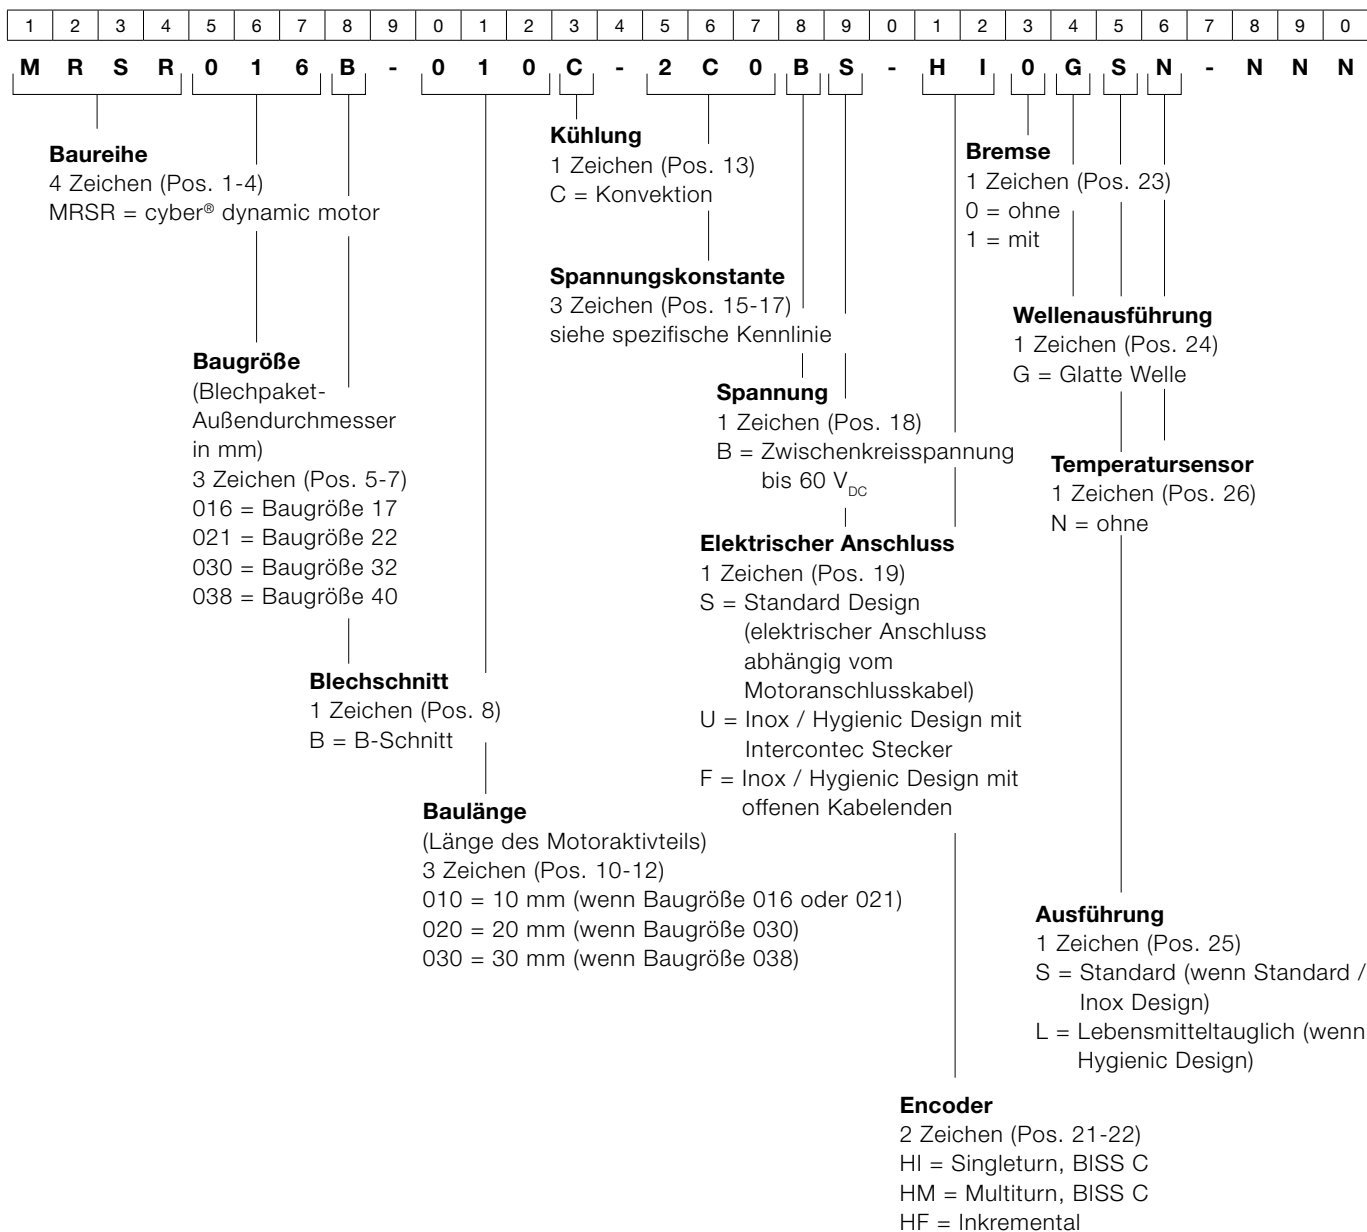 1 2 3 4 5 6 7 8 9 0 1 2 3 4 5 6 7 8 9 0 1 2 3 4 5 6 7 8 9 0
M R S R 0 1 6 B - 0 1 0 C - 2 C 0 B S - H I 0 G S N - N N N
Baureihe
4 Zeichen (Pos. 1-4)
MRSR = cyber® dynamic motor
Baugröße
(Blechpaket-
Außendurchmesser
in mm)
3 Zeichen (Pos. 5-7)
016 = Baugröße 17
021 = Baugröße 22
030 = Baugröße 32
038 = Baugröße 40
Blechschnitt
1 Zeichen (Pos. 8)
B = B-Schnitt
Baulänge
(Länge des Motoraktivteils)
3 Zeichen (Pos. 10-12)
010 = 10 mm (wenn Baugröße 016 oder 021)
020 = 20 mm (wenn Baugröße 030)
030 = 30 mm (wenn Baugröße 038)
Kühlung
1 Zeichen (Pos. 13)
C = Konvektion
Spannungskonstante
3 Zeichen (Pos. 15-17)
siehe spezifische Kennlinie
Spannung
1 Zeichen (Pos. 18)
B = Zwischenkreisspannung
bis 60 V_DC
Elektrischer Anschluss
1 Zeichen (Pos. 19)
S = Standard Design
(elektrischer Anschluss
abhängig vom
Motoranschlusskabel)
U = Inox / Hygienic Design mit
Intercontec Stecker
F = Inox / Hygienic Design mit
offenen Kabelenden
Encoder
2 Zeichen (Pos. 21-22)
HI = Singleturn, BISS C
HM = Multiturn, BISS C
HF = Inkremental
Bremse
1 Zeichen (Pos. 23)
0 = ohne
1 = mit
Wellenausführung
1 Zeichen (Pos. 24)
G = Glatte Welle
Ausführung
1 Zeichen (Pos. 25)
S = Standard (wenn Standard /
Inox Design)
L = Lebensmitteltauglich (wenn
Hygienic Design)
Temperatursensor
1 Zeichen (Pos. 26)
N = ohne